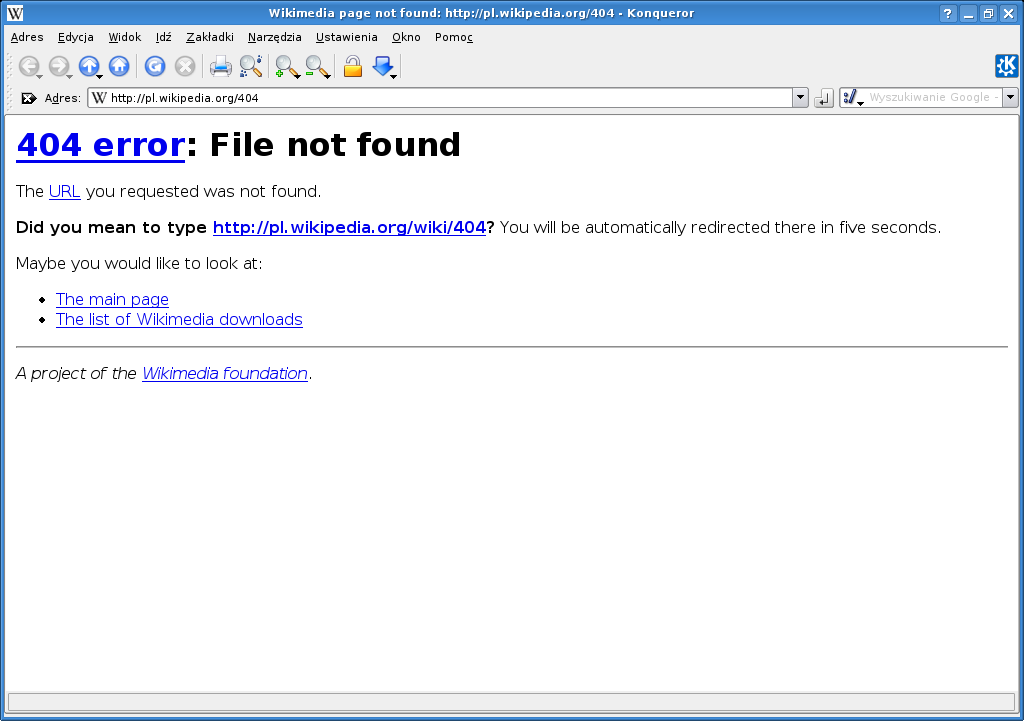 Wikimedia page not found: http://pl.wikipedia.org/404 - Konqueror
Adres Edycja Widok Idź Zakładki Narzędzia Ustawienia Okno Pomoc
Adres: W http://pl.wikipedia.org/404 Wyszukiwanie Google -
404 error: File not found
The URL you requested was not found.
Did you mean to type http://pl.wikipedia.org/wiki/404? You will be automatically redirected there in five seconds.
Maybe you would like to look at:
The main page
The list of Wikimedia downloads
A project of the Wikimedia foundation.